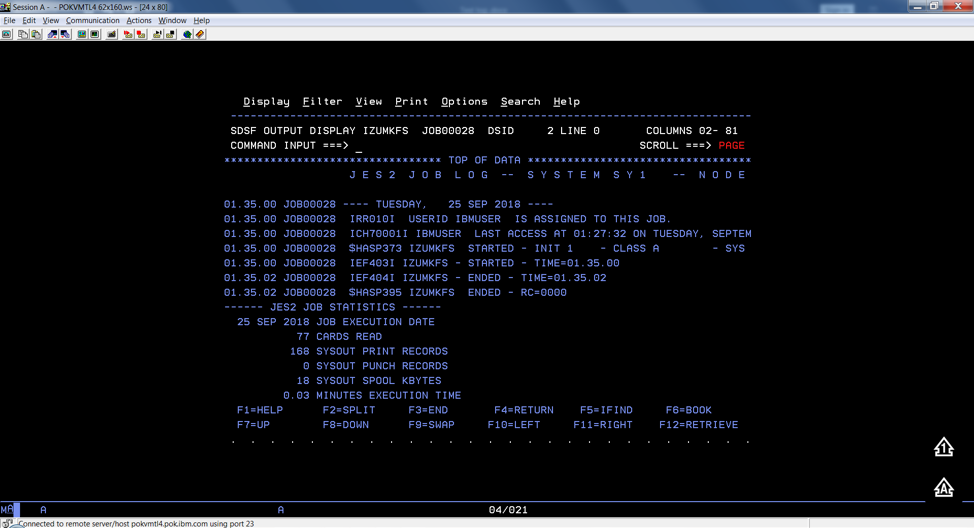 Session A - - POKVMTL4 62x160.ws - [24 x 80]
File Edit View Communication Actions Window Help
Display Filter View Print Options Search Help
-------------------------------------------------------------------------------
SDSF OUTPUT DISPLAY IZUMKFS JOB00028 DSID 2 LINE 0 COLUMNS 02- 81
COMMAND INPUT ===> _ SCROLL ===> PAGE
********************************* TOP OF DATA **********************************
J E S 2 J O B L O G -- S Y S T E M S Y 1 -- N O D E
01.35.00 JOB00028 ---- TUESDAY, 25 SEP 2018 ----
01.35.00 JOB00028 IRR010I USERID IBMUSER IS ASSIGNED TO THIS JOB.
01.35.00 JOB00028 ICH70001I IBMUSER LAST ACCESS AT 01:27:32 ON TUESDAY, SEPTEM
01.35.00 JOB00028 $HASP373 IZUMKFS STARTED - INIT 1 - CLASS A - SYS
01.35.00 JOB00028 IEF403I IZUMKFS - STARTED - TIME=01.35.00
01.35.02 JOB00028 IEF404I IZUMKFS - ENDED - TIME=01.35.02
01.35.02 JOB00028 $HASP395 IZUMKFS ENDED - RC=0000
------ JES2 JOB STATISTICS ------
25 SEP 2018 JOB EXECUTION DATE
77 CARDS READ
168 SYSOUT PRINT RECORDS
0 SYSOUT PUNCH RECORDS
18 SYSOUT SPOOL KBYTES
0.03 MINUTES EXECUTION TIME
F1=HELP F2=SPLIT F3=END F4=RETURN F5=IFIND F6=BOOK
F7=UP F8=DOWN F9=SWAP F10=LEFT F11=RIGHT F12=RETRIEVE
. . . . . . . . . . . . . . . . . . . . . . . . . . .
1
A
MA A A 04/021
Connected to remote server/host pokvmtl4.pok.ibm.com using port 23